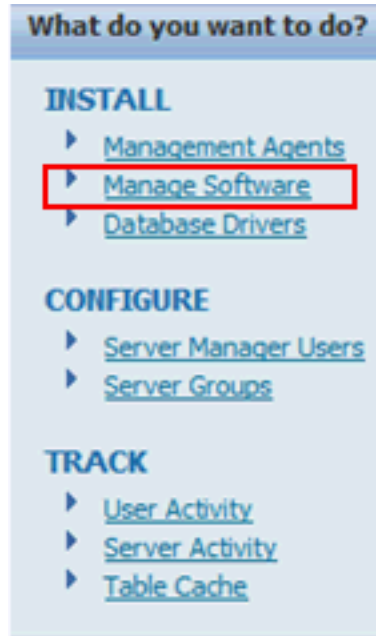 What do you want to do?
INSTALL
Management Agents
Manage Software
Database Drivers
CONFIGURE
Server Manager Users
Server Groups
TRACK
User Activity
Server Activity
Table Cache